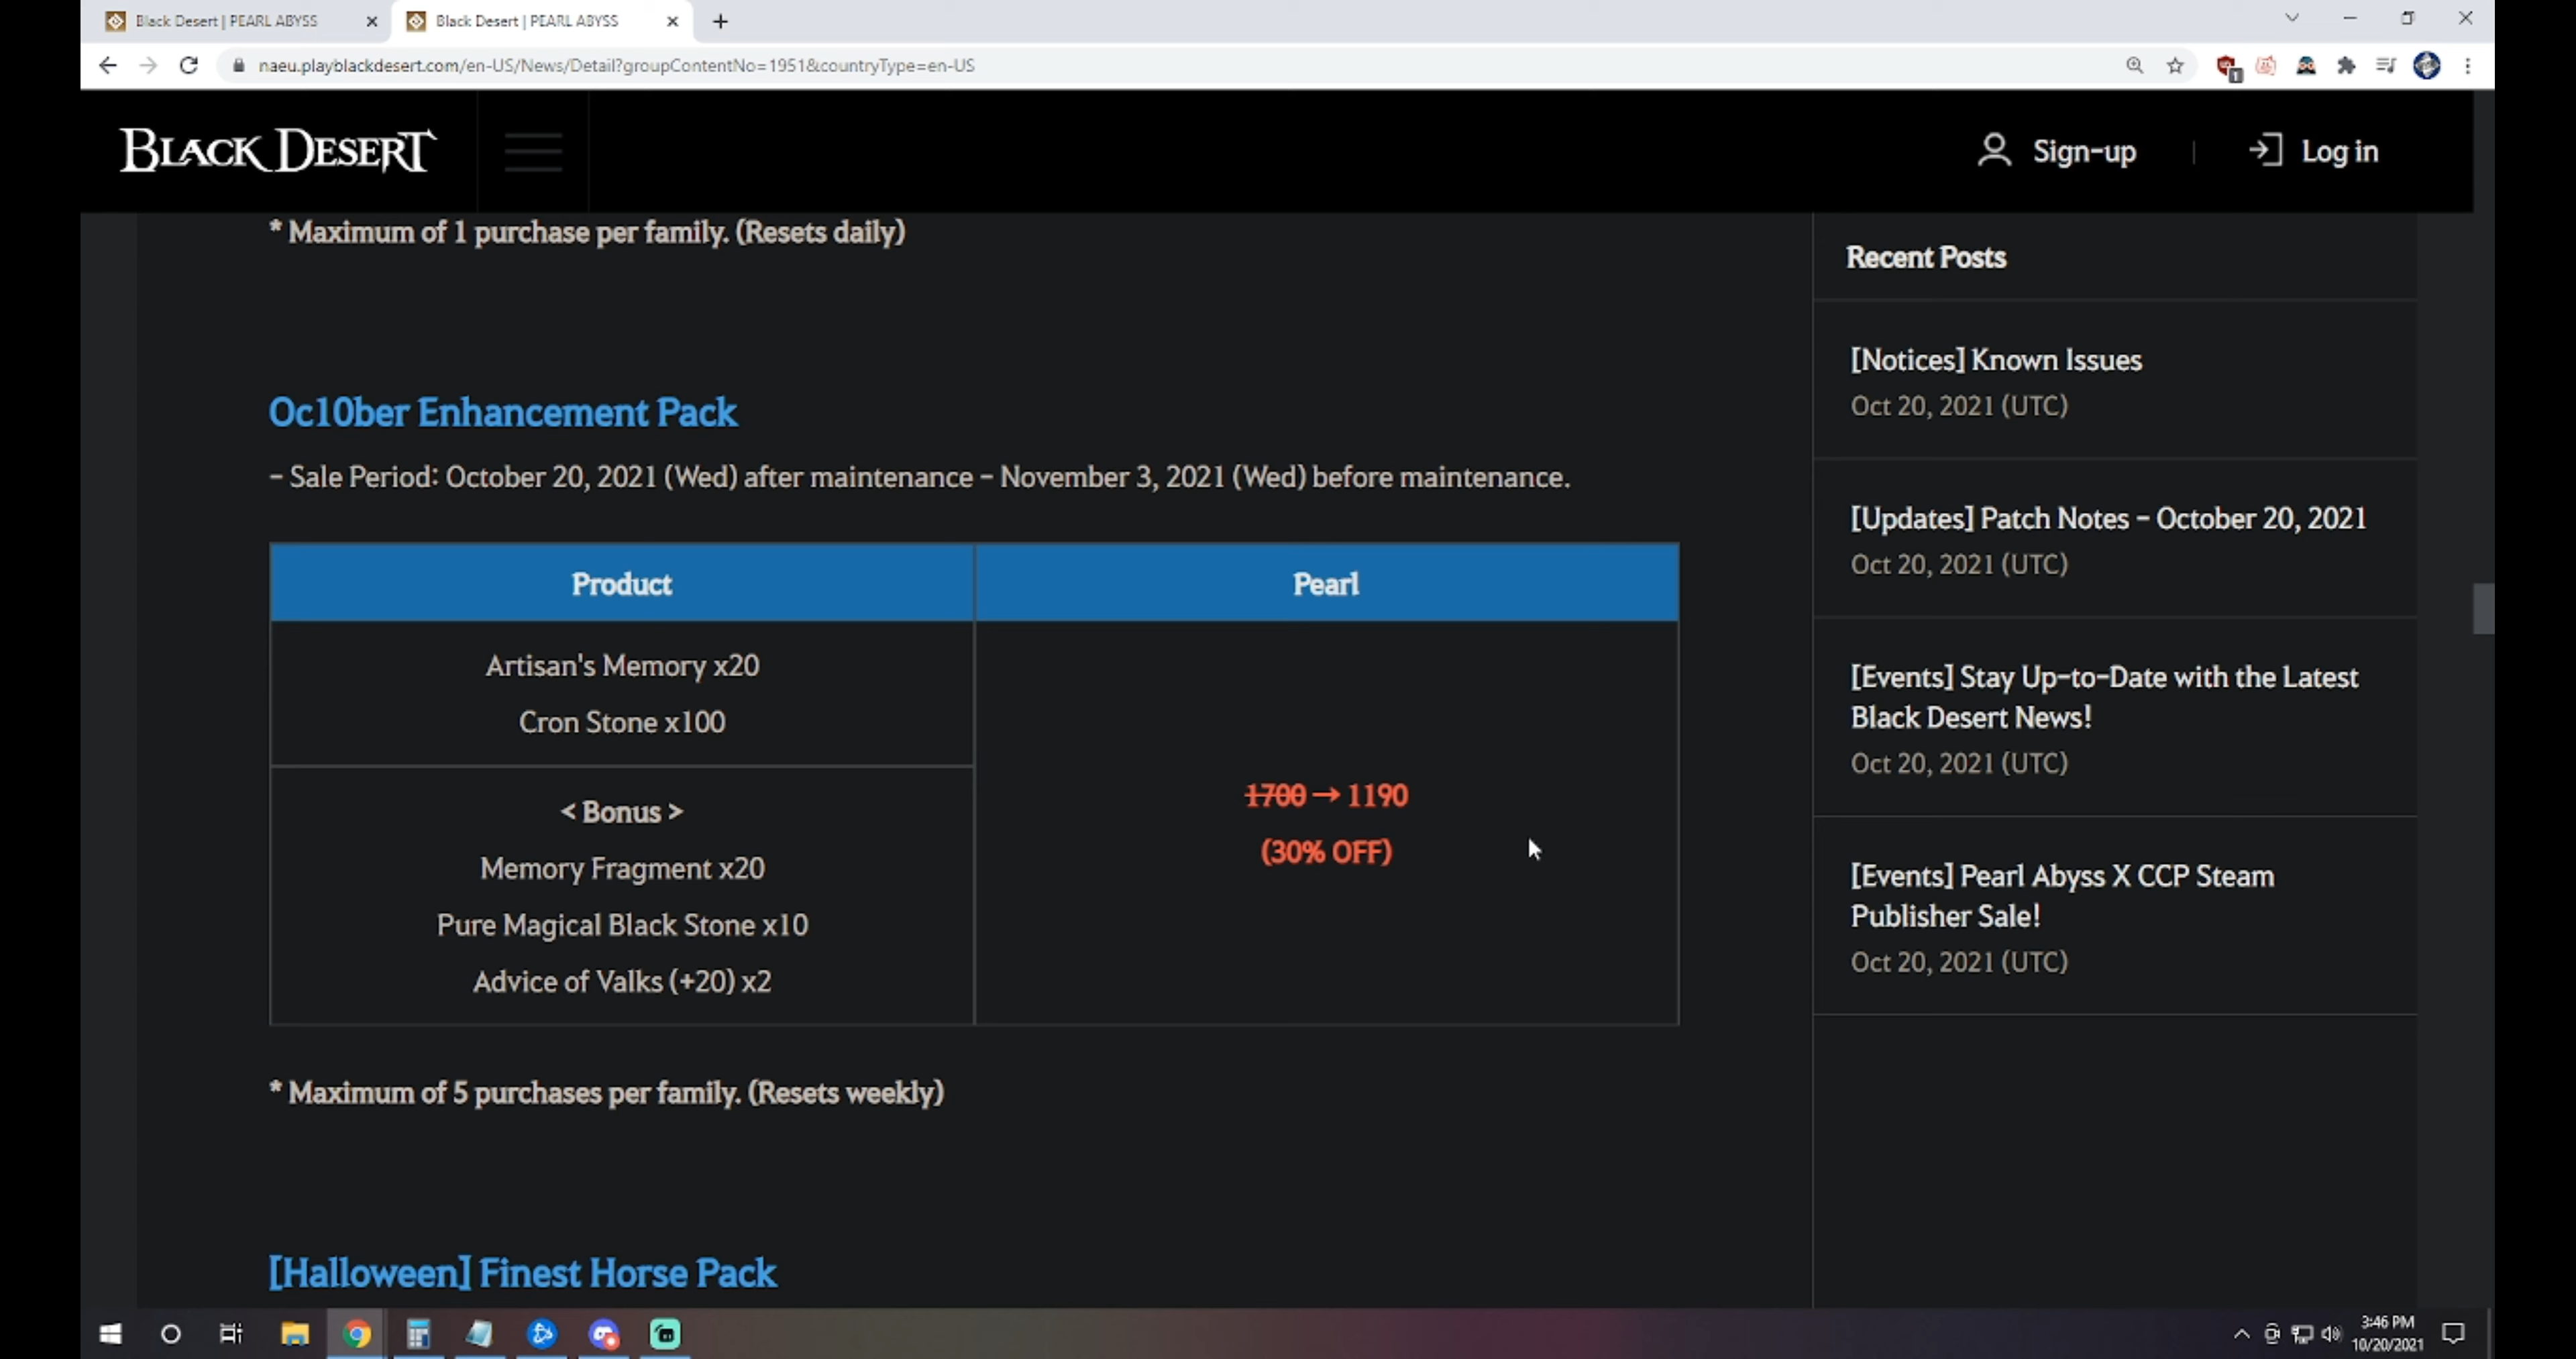 Black Desert | PEARL ABYSS
Black Desert | PEARL ABYSS
naeu.playblackdesert.com/en-US/News/Detail?groupContentNo=1951&countryType=en-US
1
BLACK DESERT
Sign-up
Log in
* Maximum of 1 purchase per family. (Resets daily)
Oc10ber Enhancement Pack
- Sale Period: October 20, 2021 (Wed) after maintenance - November 3, 2021 (Wed) before maintenance.
Product
Pearl
Artisan's Memory x20
Cron Stone x100
< Bonus >
Memory Fragment x20
Pure Magical Black Stone x10
Advice of Valks (+20) x2
1700 → 1190
(30% OFF)
* Maximum of 5 purchases per family. (Resets weekly)
[Halloween] Finest Horse Pack
Recent Posts
[Notices] Known Issues
Oct 20, 2021 (UTC)
[Updates] Patch Notes - October 20, 2021
Oct 20, 2021 (UTC)
[Events] Stay Up-to-Date with the Latest
Black Desert News!
Oct 20, 2021 (UTC)
[Events] Pearl Abyss X CCP Steam
Publisher Sale!
Oct 20, 2021 (UTC)
3:46 PM
10/20/2021